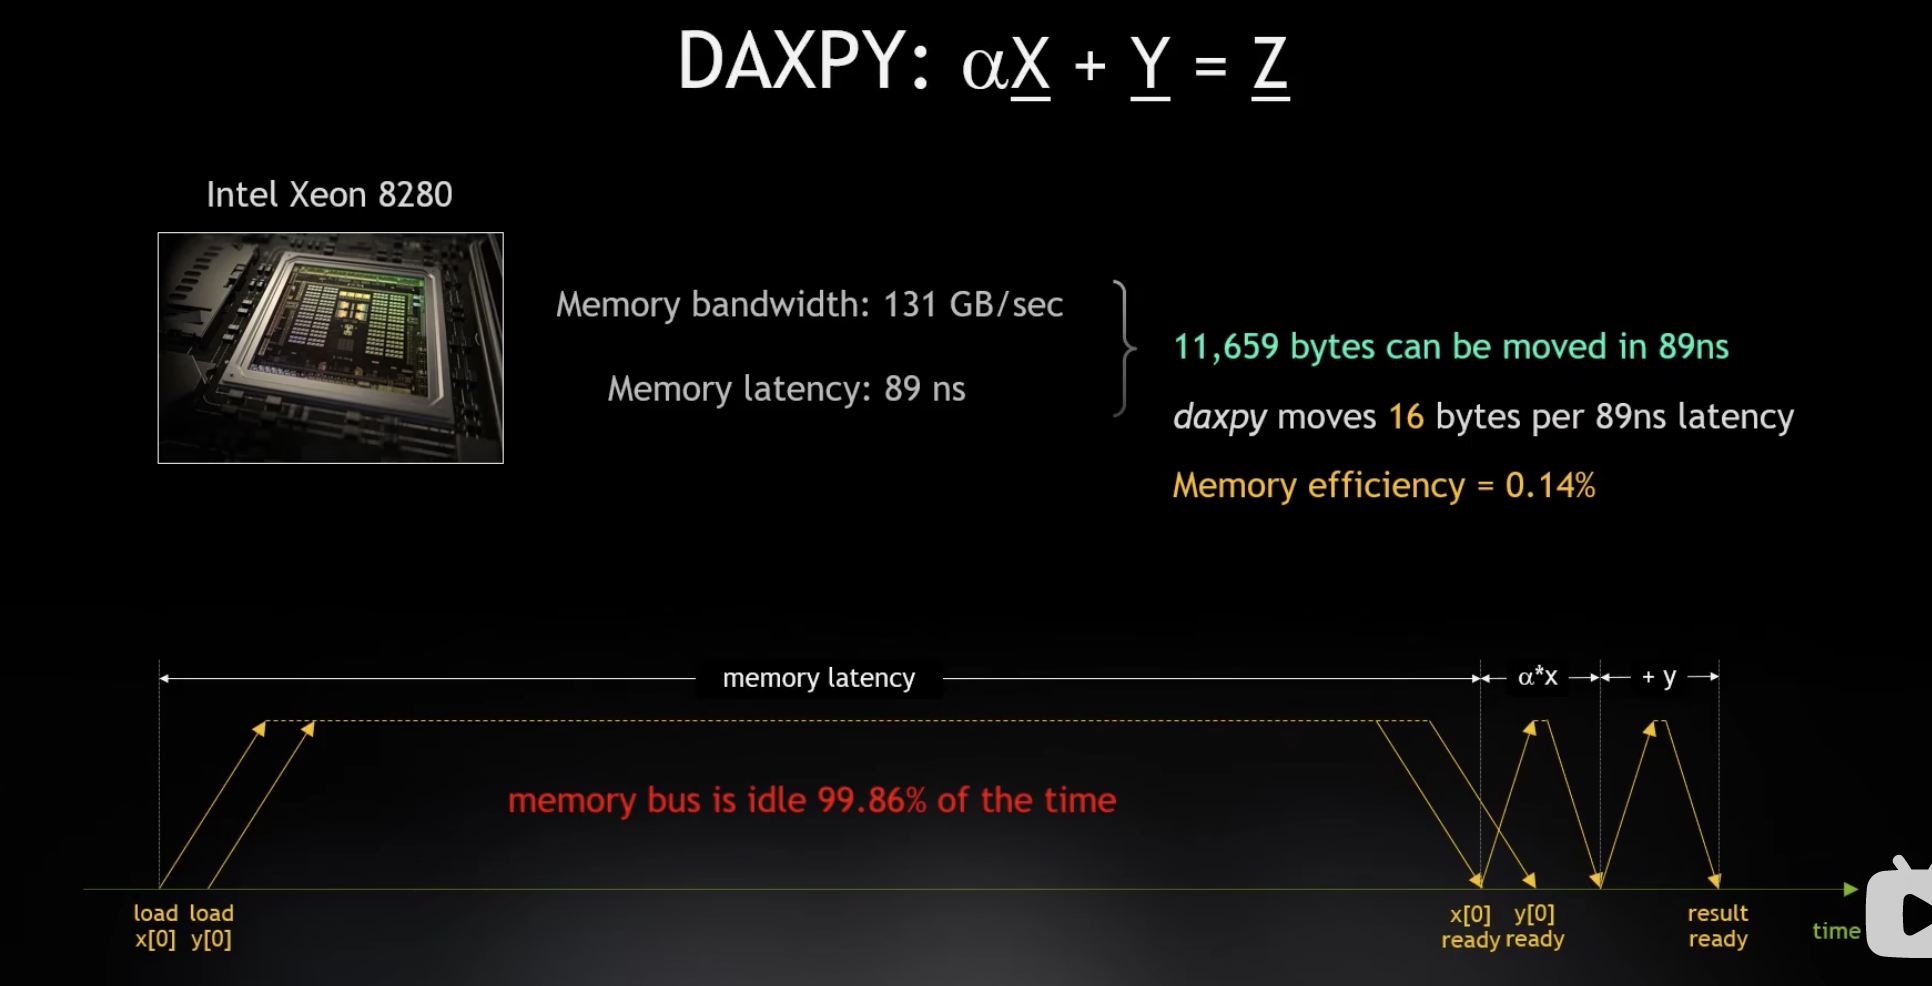 DAXPY: αX + Y = Z
Intel Xeon 8280
Memory bandwidth: 131 GB/sec
Memory latency: 89 ns
11,659 bytes can be moved in 89ns
daxpy moves 16 bytes per 89ns latency
Memory efficiency = 0.14%
memory latency
α*x
+ y
memory bus is idle 99.86% of the time
load
x[0]
load
y[0]
x[0]
ready
y[0]
ready
result
ready
time